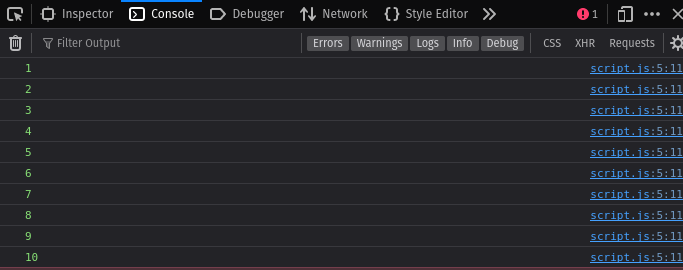 Inspector Console Debugger Network Style Editor 1
Filter Output Errors Warnings Logs Info Debug CSS XHR Requests
1 script.js:5:11
2 script.js:5:11
3 script.js:5:11
4 script.js:5:11
5 script.js:5:11
6 script.js:5:11
7 script.js:5:11
8 script.js:5:11
9 script.js:5:11
10 script.js:5:11